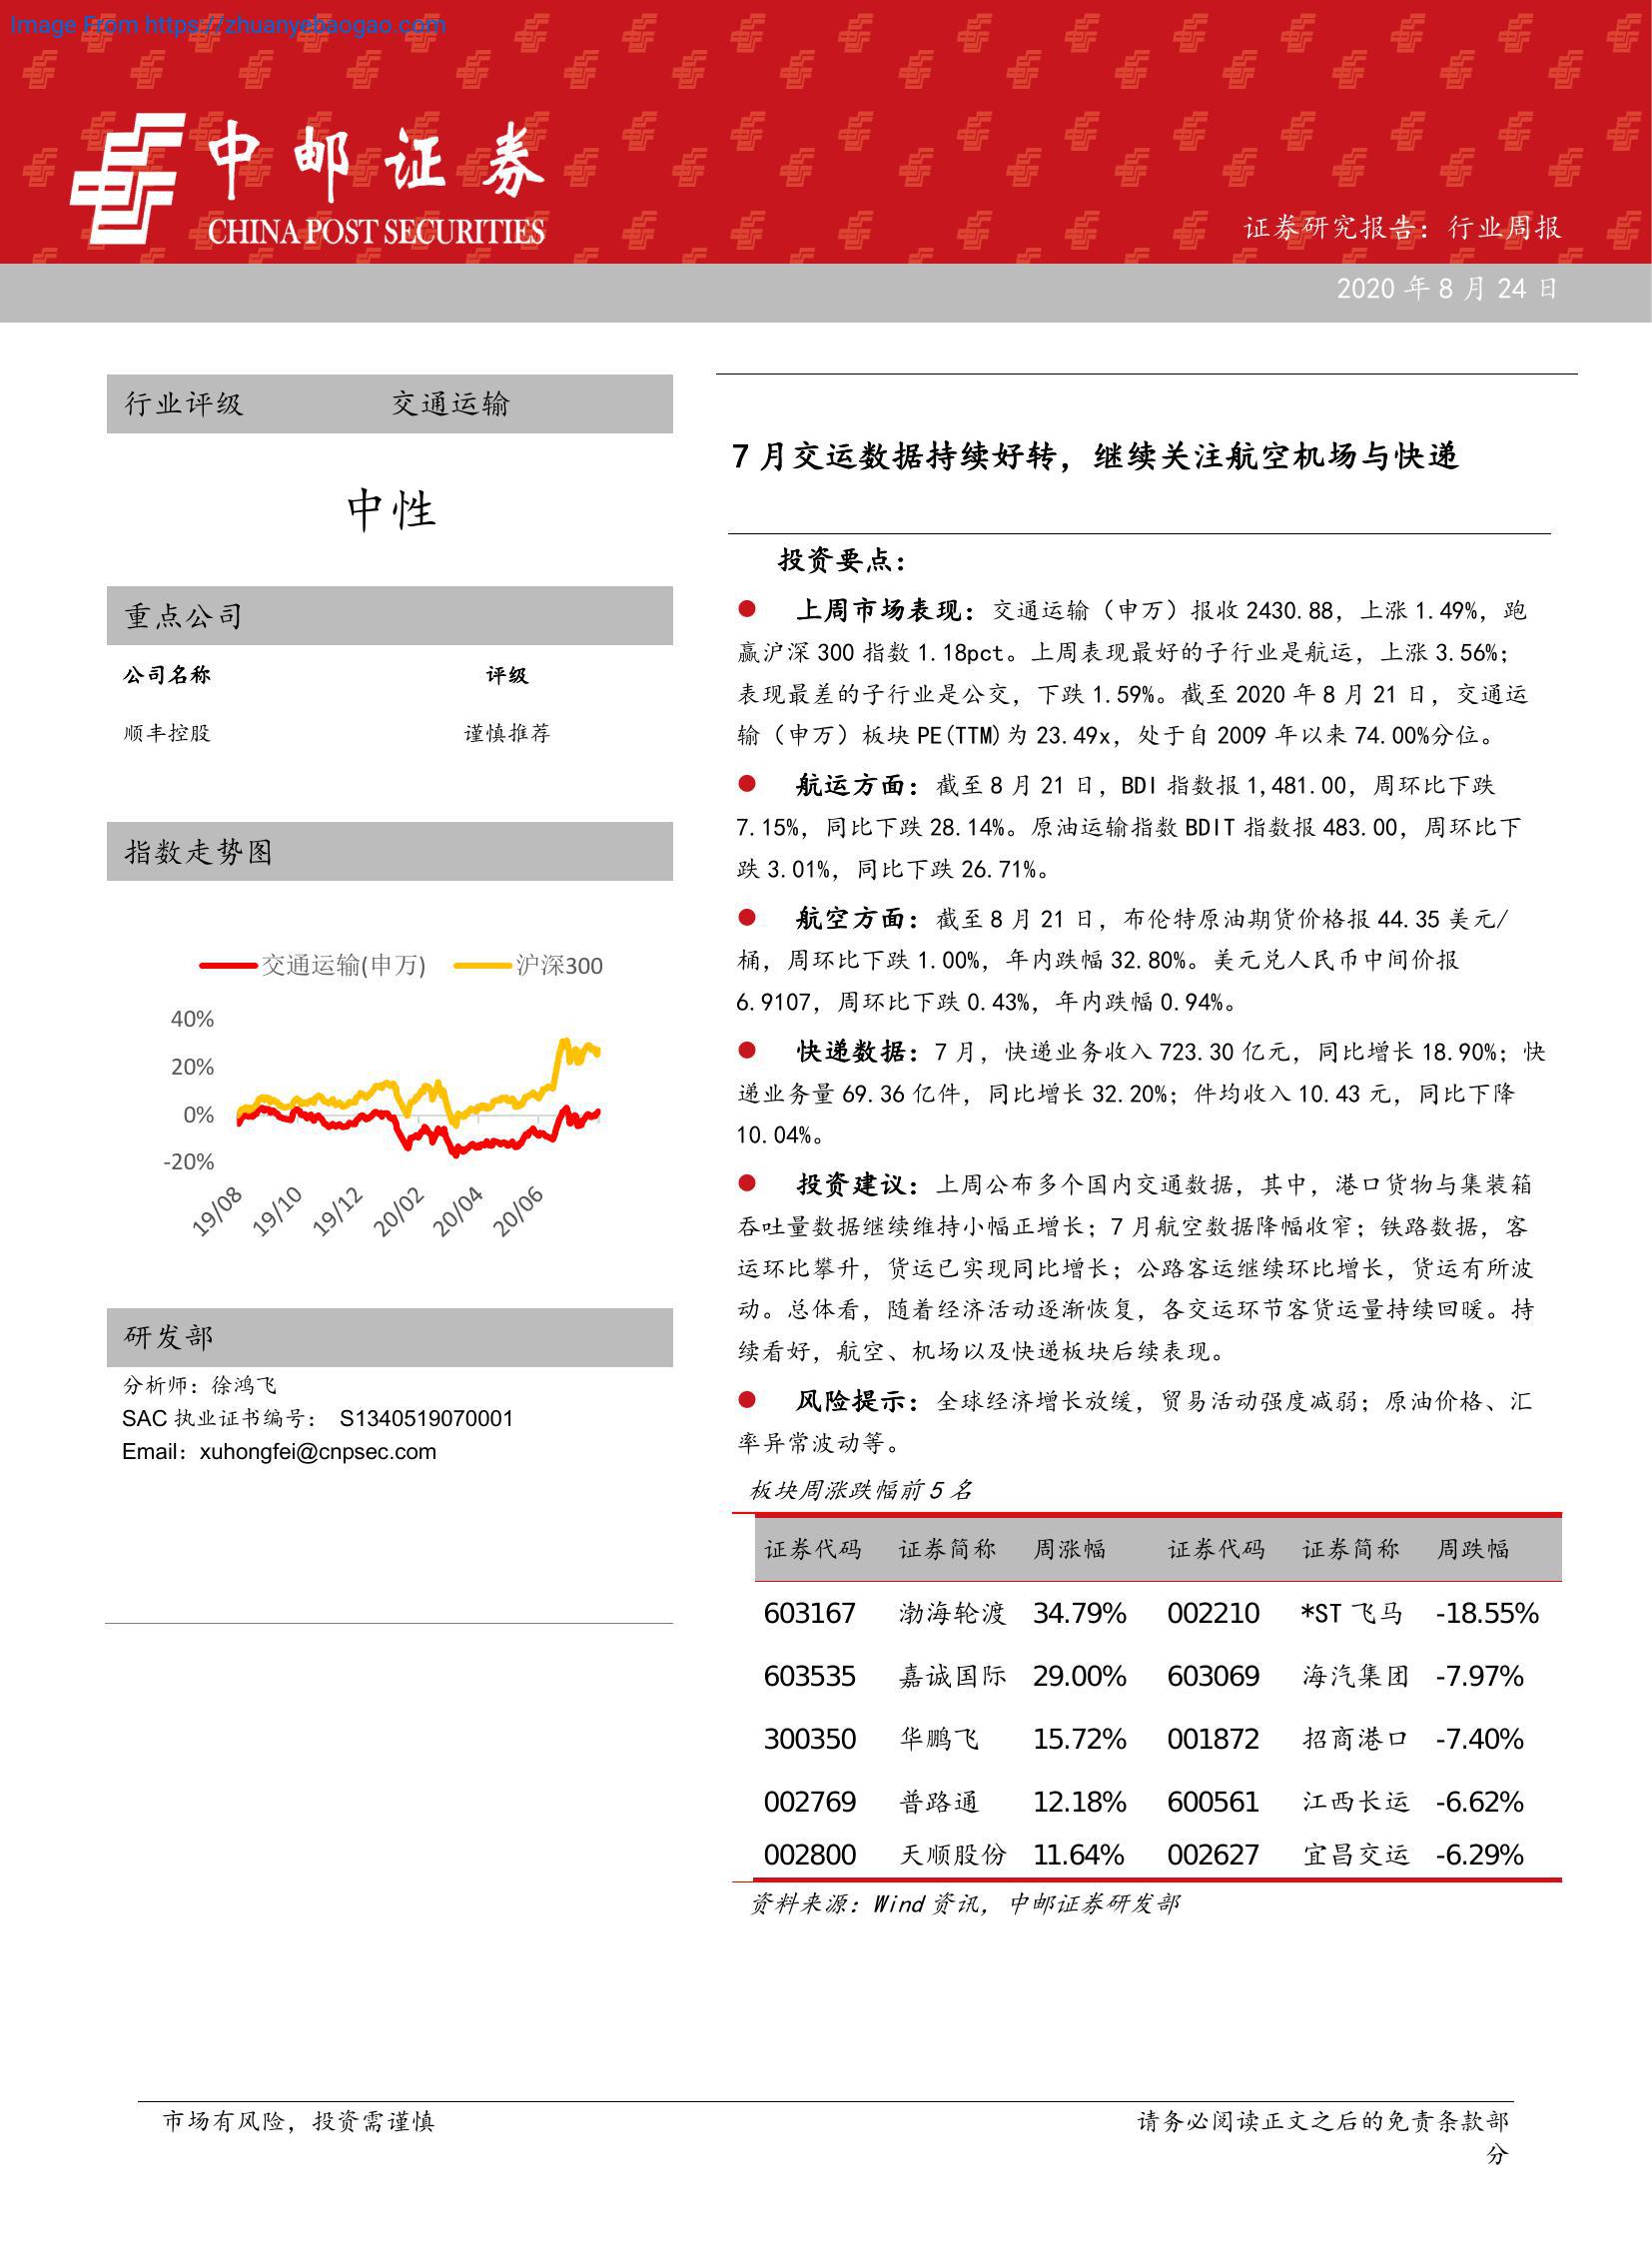 Image From https://zhuanyebaogao.com
中邮证券
CHINA POST SECURITIES
证券研究报告：行业周报
2020 年 8 月 24 日
行业评级 交通运输
中性
重点公司
公司名称 评级
顺丰控股 谨慎推荐
指数走势图
交通运输(申万) 沪深300
40%
20%
0%
-20%
19/08 19/10 19/12 20/02 20/04 20/06
研发部
分析师：徐鸿飞
SAC 执业证书编号： S1340519070001
Email：xuhongfei@cnpsec.com
7 月交运数据持续好转，继续关注航空机场与快递
投资要点：
● 上周市场表现：交通运输（申万）报收 2430.88，上涨 1.49%，跑
赢沪深 300 指数 1.18pct。上周表现最好的子行业是航运，上涨 3.56%；
表现最差的子行业是公交，下跌 1.59%。截至 2020 年 8 月 21 日，交通运
输（申万）板块 PE(TTM)为 23.49x，处于自 2009 年以来 74.00%分位。
● 航运方面：截至 8 月 21 日，BDI 指数报 1,481.00，周环比下跌
7.15%，同比下跌 28.14%。原油运输指数 BDIT 指数报 483.00，周环比下
跌 3.01%，同比下跌 26.71%。
● 航空方面：截至 8 月 21 日，布伦特原油期货价格报 44.35 美元/
桶，周环比下跌 1.00%，年内跌幅 32.80%。美元兑人民币中间价报
6.9107，周环比下跌 0.43%，年内跌幅 0.94%。
● 快递数据：7 月，快递业务收入 723.30 亿元，同比增长 18.90%；快
递业务量 69.36 亿件，同比增长 32.20%；件均收入 10.43 元，同比下降
10.04%。
● 投资建议：上周公布多个国内交通数据，其中，港口货物与集装箱
吞吐量数据继续维持小幅正增长；7 月航空数据降幅收窄；铁路数据，客
运环比攀升，货运已实现同比增长；公路客运继续环比增长，货运有所波
动。总体看，随着经济活动逐渐恢复，各交运环节客货运量持续回暖。持
续看好，航空、机场以及快递板块后续表现。
● 风险提示：全球经济增长放缓，贸易活动强度减弱；原油价格、汇
率异常波动等。
板块周涨跌幅前 5 名
证券代码 证券简称 周涨幅 证券代码 证券简称 周跌幅
603167 渤海轮渡 34.79% 002210 *ST 飞马 -18.55%
603535 嘉诚国际 29.00% 603069 海汽集团 -7.97%
300350 华鹏飞 15.72% 001872 招商港口 -7.40%
002769 普路通 12.18% 600561 江西长运 -6.62%
002800 天顺股份 11.64% 002627 宜昌交运 -6.29%
资料来源：Wind 资讯，中邮证券研发部
市场有风险，投资需谨慎 请务必阅读正文之后的免责条款部
分